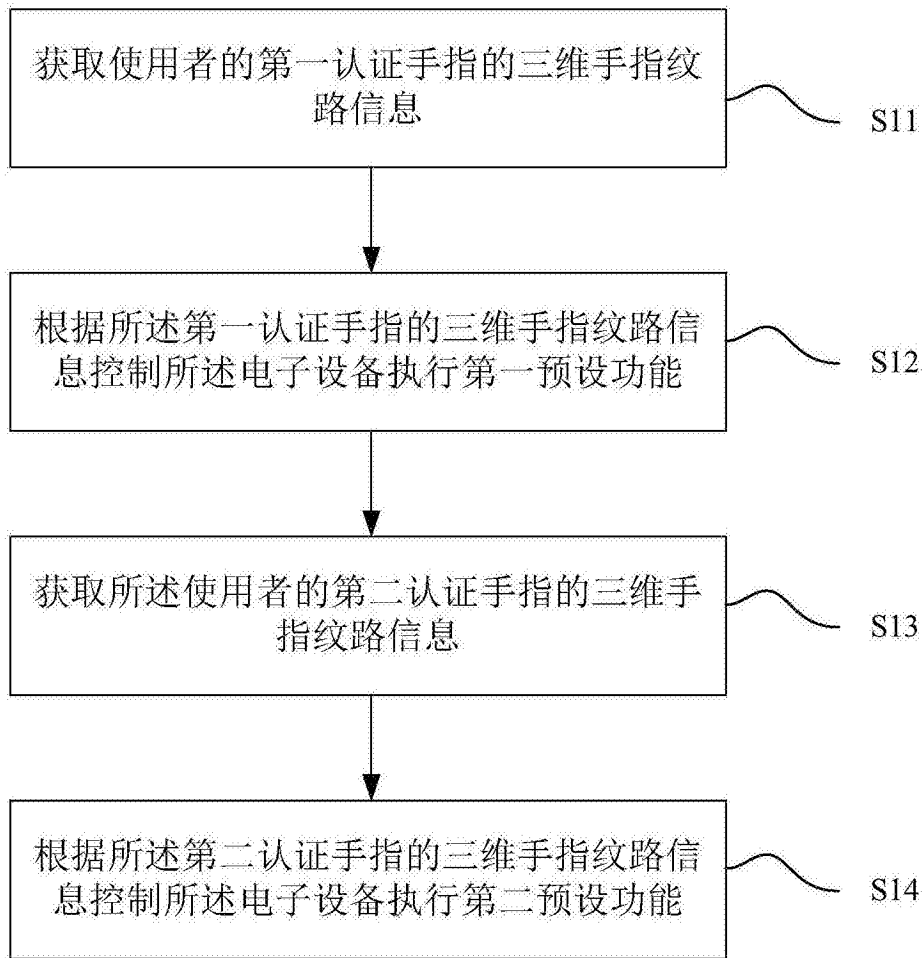 获取使用者的第一认证手指的三维手指纹
路信息
S11
根据所述第一认证手指的三维手指纹路信
息控制所述电子设备执行第一预设功能
S12
获取所述使用者的第二认证手指的三维手
指纹路信息
S13
根据所述第二认证手指的三维手指纹路信
息控制所述电子设备执行第二预设功能
S14